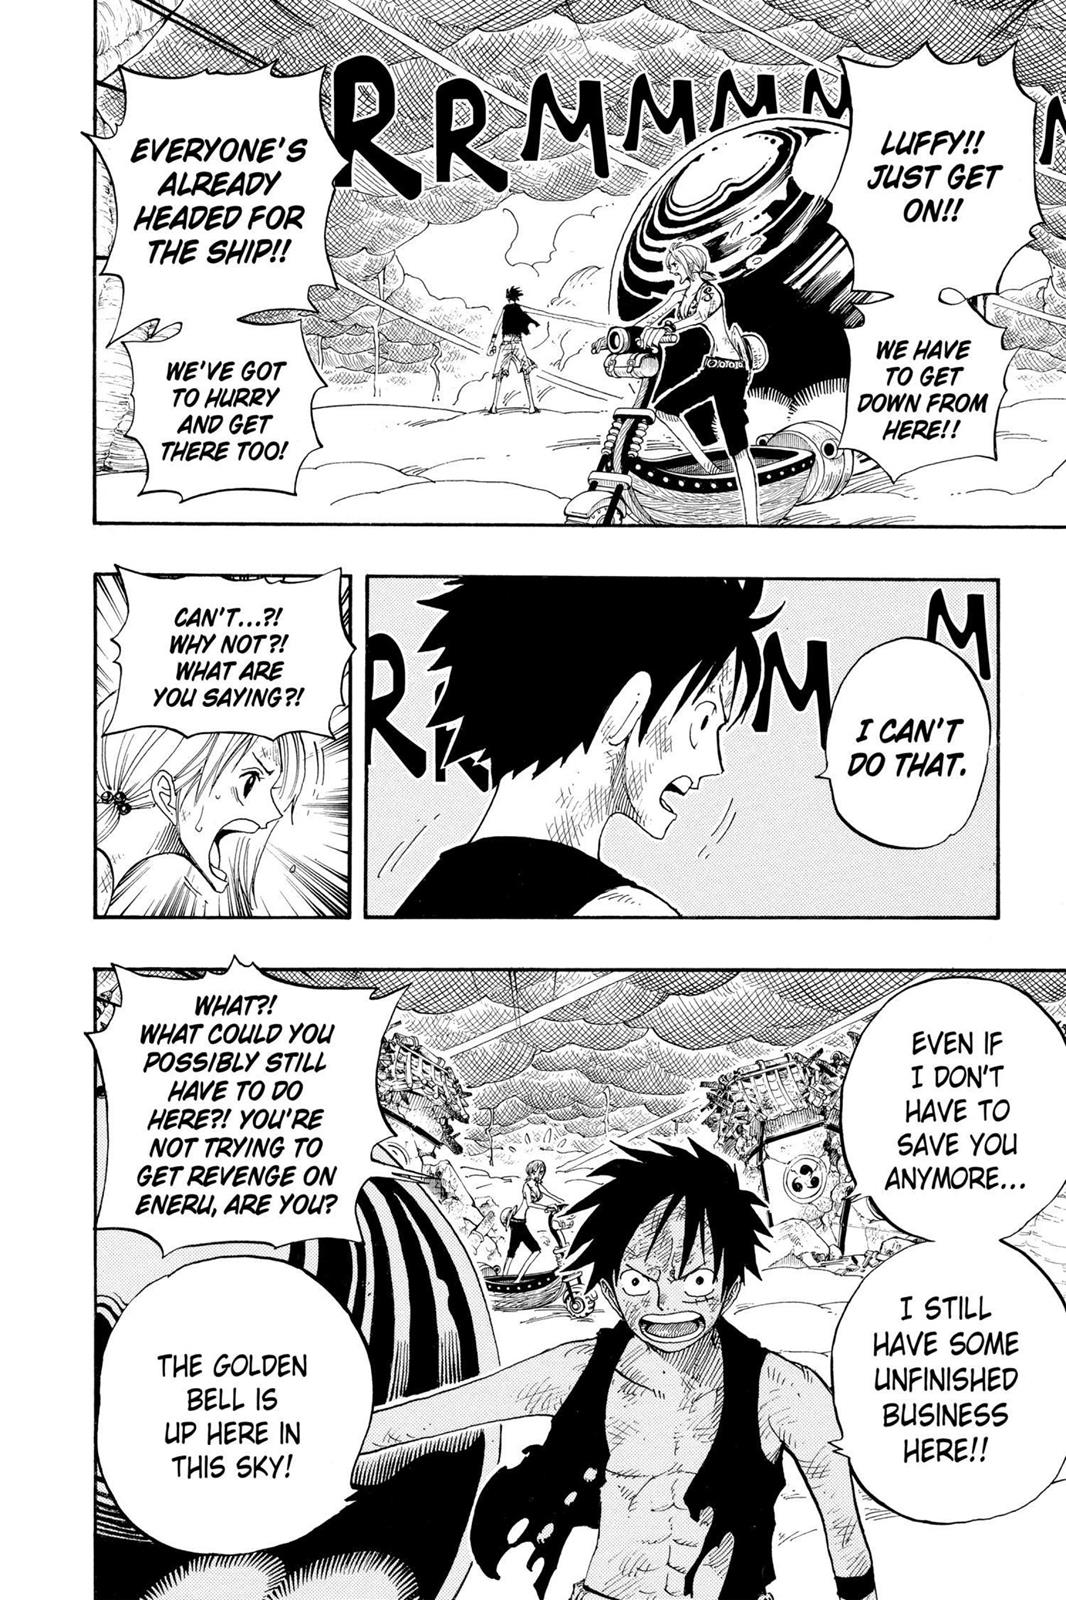 LUFFY!!
JUST GET
ON!!
WE HAVE
TO GET
DOWN FROM
HERE!!
RRMMMMM
EVERYONE'S
ALREADY
HEADED FOR
THE SHIP!!
WE'VE GOT
TO HURRY
AND GET
THERE TOO!
I CAN'T
DO THAT.
RRMMM
CAN'T...?!
WHY NOT?!
WHAT ARE
YOU SAYING?!
EVEN IF
I DON'T
HAVE TO
SAVE YOU
ANYMORE...
I STILL
HAVE SOME
UNFINISHED
BUSINESS
HERE!!
WHAT?!
WHAT COULD YOU
POSSIBLY STILL
HAVE TO DO
HERE?! YOU'RE
NOT TRYING TO
GET REVENGE ON
ENERU, ARE YOU?
THE GOLDEN
BELL IS
UP HERE IN
THIS SKY!